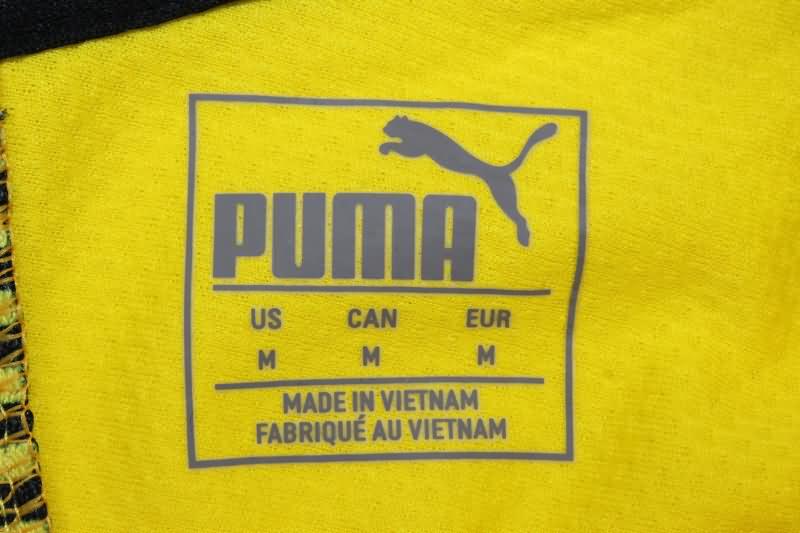 PUMA
US CAN EUR
M M M
MADE IN VIETNAM
FABRIQUÉ AU VIETNAM